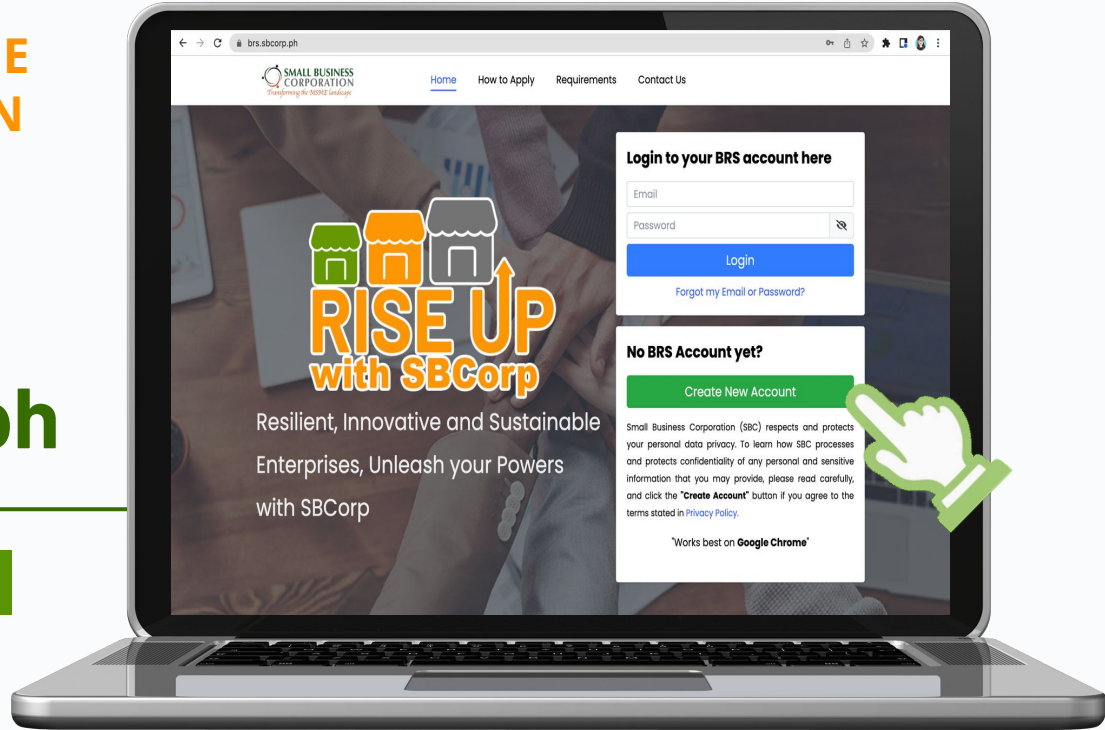 E
N
ph
brs.sbcorp.ph
SMALL BUSINESS
CORPORATION
Transforming the MSME landscape
Home How to Apply Requirements Contact Us
RISE UP
with SBCorp
Resilient, Innovative and Sustainable
Enterprises, Unleash your Powers
with SBCorp
Login to your BRS account here
Email
Password
Login
Forgot my Email or Password?
No BRS Account yet?
Create New Account
Small Business Corporation (SBC) respects and protects
your personal data privacy. To learn how SBC processes
and protects confidentiality of any personal and sensitive
information that you may provide, please read carefully,
and click the "Create Account" button if you agree to the
terms stated in Privacy Policy.
"Works best on Google Chrome"